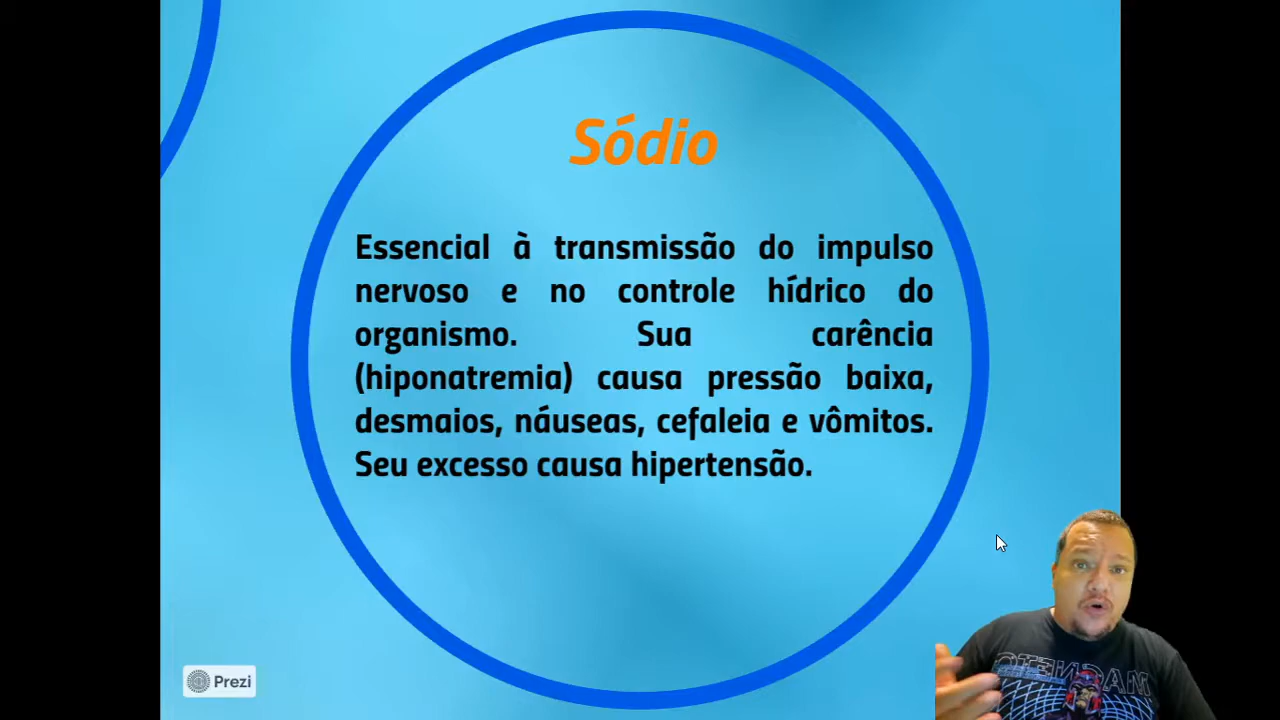 Sódio
Essencial à transmissão do impulso
nervoso e no controle hídrico do
organismo. Sua carência
(hiponatremia) causa pressão baixa,
desmaios, náuseas, cefaleia e vômitos.
Seu excesso causa hipertensão.
Prezi
MAGNETO